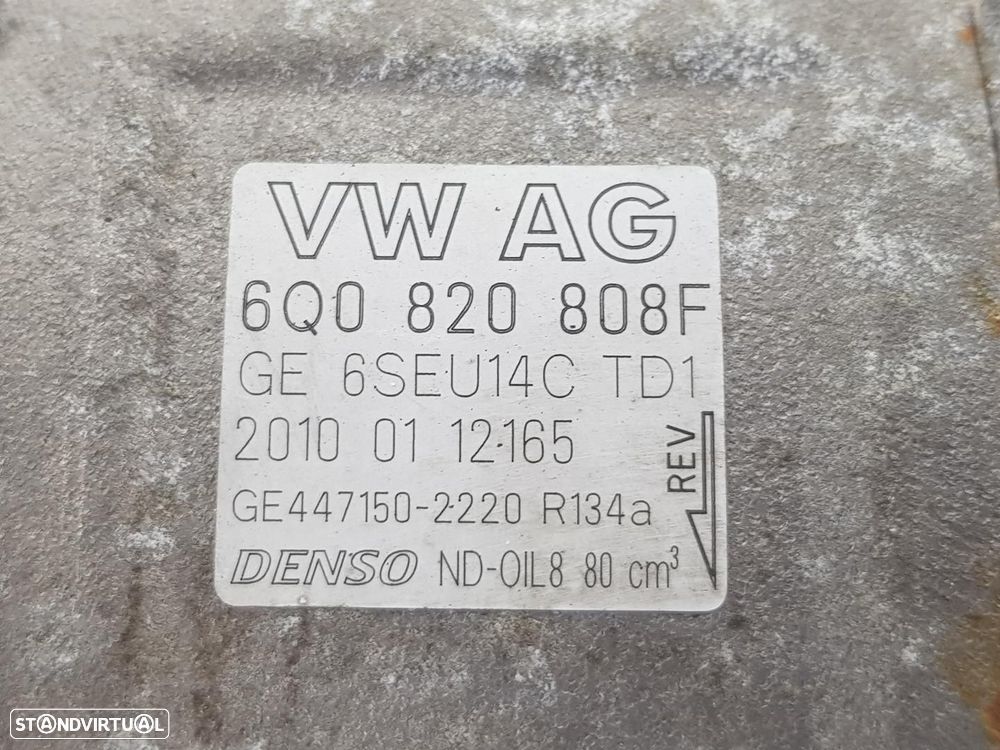 VW AG
6Q0 820 808F
GE 6SEU14C TD1
2010 01 12·165
REV
GE447150-2220 R134a
DENSO ND-OIL8 80 cm³
STANDVIRTUAL